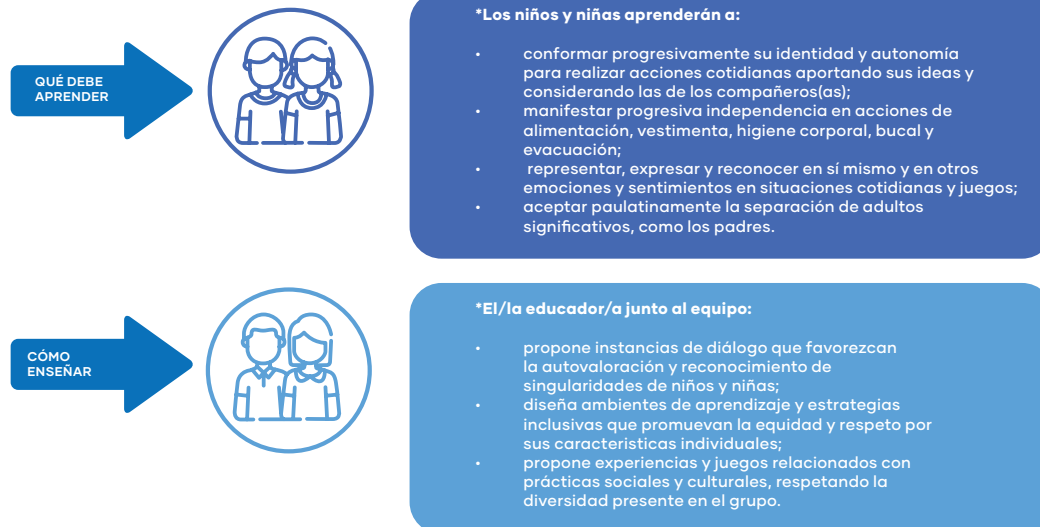 QUÉ DEBE
APRENDER
*Los niños y niñas aprenderán a:
• conformar progresivamente su identidad y autonomía
para realizar acciones cotidianas aportando sus ideas y
considerando las de los compañeros(as);
• manifestar progresiva independencia en acciones de
alimentación, vestimenta, higiene corporal, bucal y
evacuación;
• representar, expresar y reconocer en sí mismo y en otros
emociones y sentimientos en situaciones cotidianas y juegos;
• aceptar paulatinamente la separación de adultos
significativos, como los padres.
CÓMO
ENSEÑAR
*El/la educador/a junto al equipo:
• propone instancias de diálogo que favorezcan
la autovaloración y reconocimiento de
singularidades de niños y niñas;
• diseña ambientes de aprendizaje y estrategias
inclusivas que promuevan la equidad y respeto por
sus caracteristicas individuales;
• propone experiencias y juegos relacionados con
prácticas sociales y culturales, respetando la
diversidad presente en el grupo.